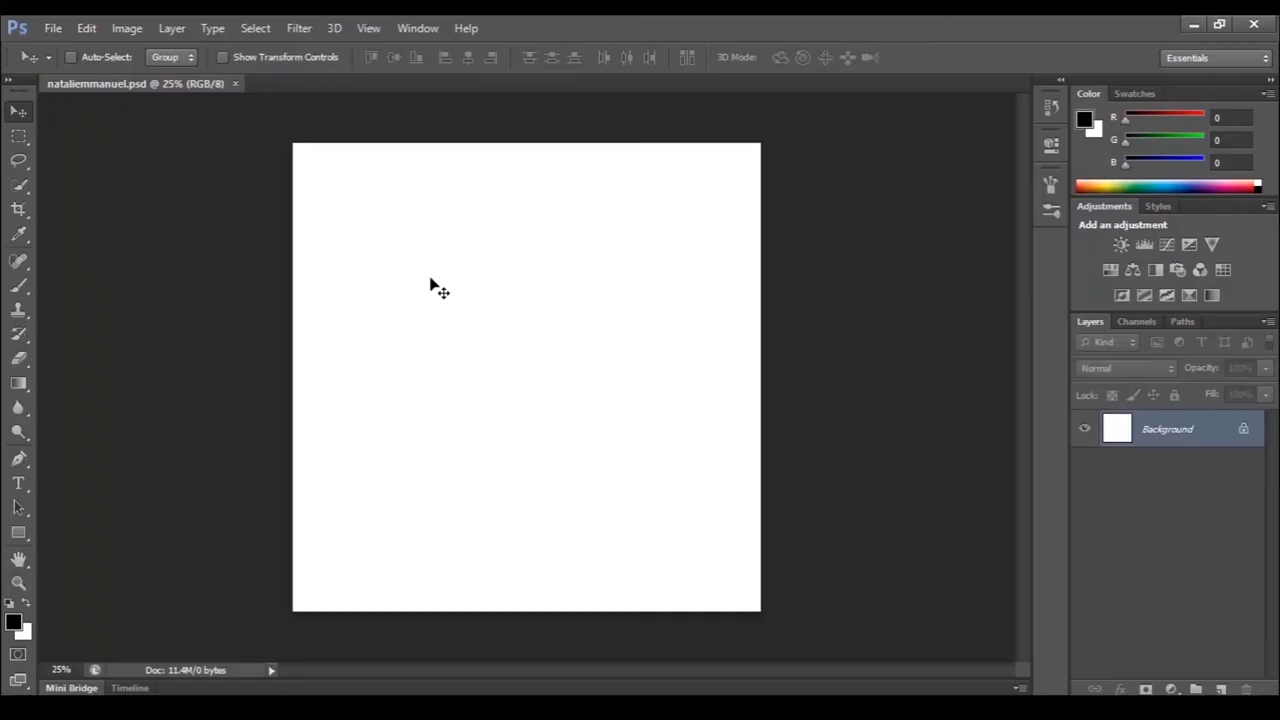 Ps File Edit Image Layer Type Select Filter 3D View Window Help
Auto-Select: Group Show Transform Controls 3D Mode: Essentials
nataliemmanuel.psd @ 25% (RGB/8) ×
Color Swatches
R 0
G 0
B 0
Adjustments Styles
Add an adjustment
Layers Channels Paths
Kind
Normal Opacity: 100%
Lock: Fill: 100%
Background
25% Doc: 11.4M/0 bytes
Mini Bridge Timeline